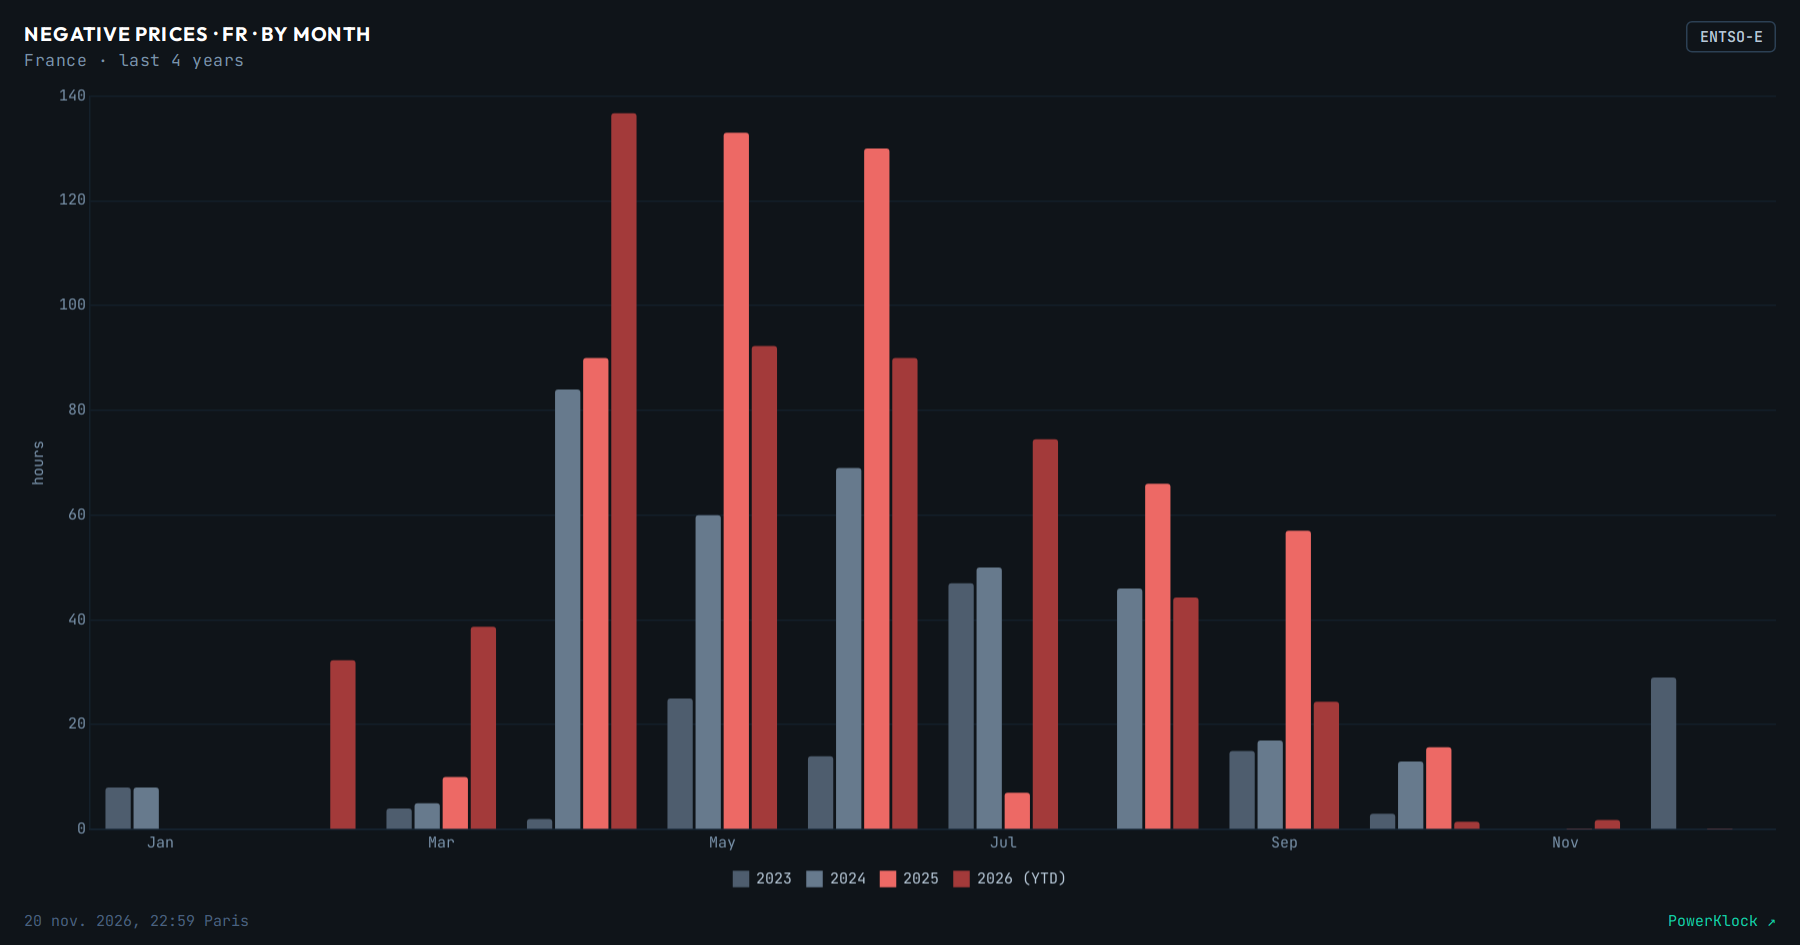 NEGATIVE PRICES · FR · BY MONTH
ENTSO-E
France · last 4 years
140
120
100
80
60
40
20
0
hours
Jan
Mar
May
Jul
Sep
Nov
2023
2024
2025
2026 (YTD)
20 nov. 2026, 22:59 Paris
PowerKlock ↗